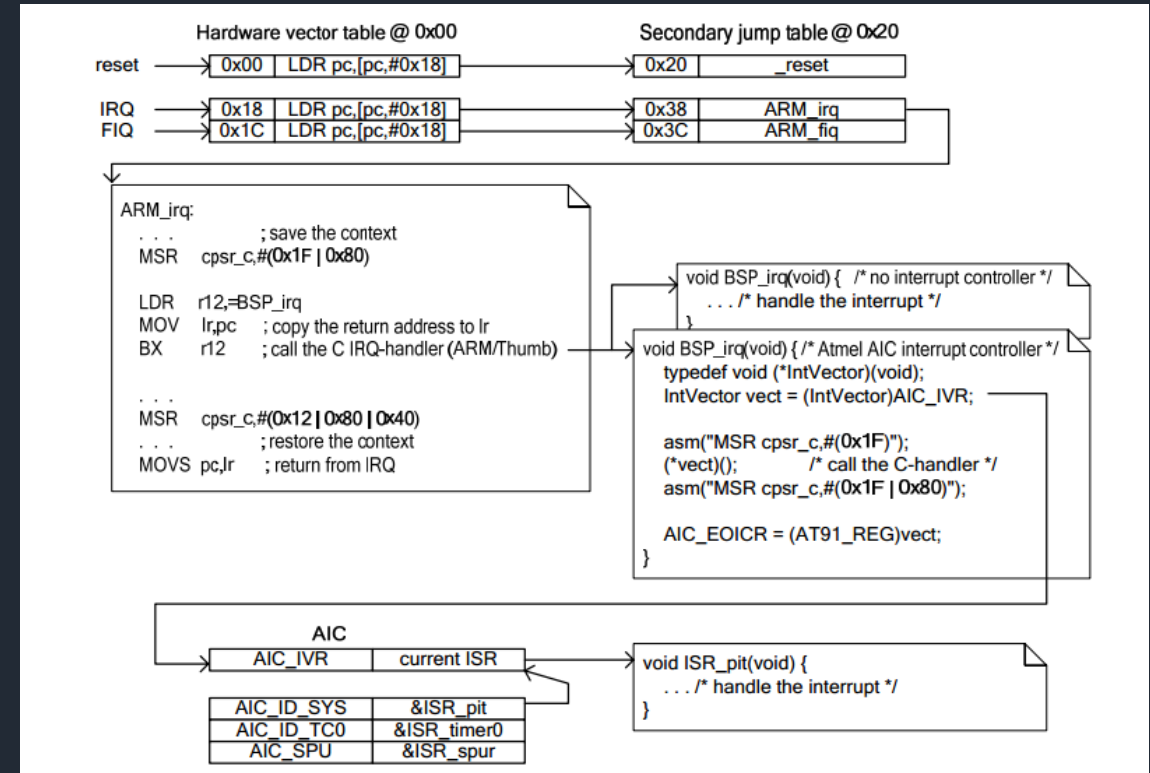 Hardware vector table @ 0x00
Secondary jump table @ 0x20
reset 0x00 LDR pc,[pc,#0x18] 0x20 _reset
IRQ 0x18 LDR pc,[pc,#0x18] 0x38 ARM_irq
FIQ 0x1C LDR pc,[pc,#0x18] 0x3C ARM_fiq
ARM_irq:
. . . ; save the context
MSR cpsr_c,#(0x1F | 0x80)
LDR r12,=BSP_irq
MOV lr,pc ; copy the return address to lr
BX r12 ; call the C IRQ-handler (ARM/Thumb)
. . .
MSR cpsr_c,#(0x12 | 0x80 | 0x40)
. . . ; restore the context
MOVS pc,lr ; return from IRQ
void BSP_irq(void) { /* no interrupt controller */
. . . /* handle the interrupt */
}
void BSP_irq(void) { /* Atmel AIC interrupt controller */
typedef void (*IntVector)(void);
IntVector vect = (IntVector)AIC_IVR;
asm("MSR cpsr_c,#(0x1F)");
(*vect)(); /* call the C-handler */
asm("MSR cpsr_c,#(0x1F | 0x80)");
AIC_EOICR = (AT91_REG)vect;
}
AIC
AIC_IVR current ISR
AIC_ID_SYS &ISR_pit
AIC_ID_TC0 &ISR_timer0
AIC_SPU &ISR_spur
void ISR_pit(void) {
. . . /* handle the interrupt */
}